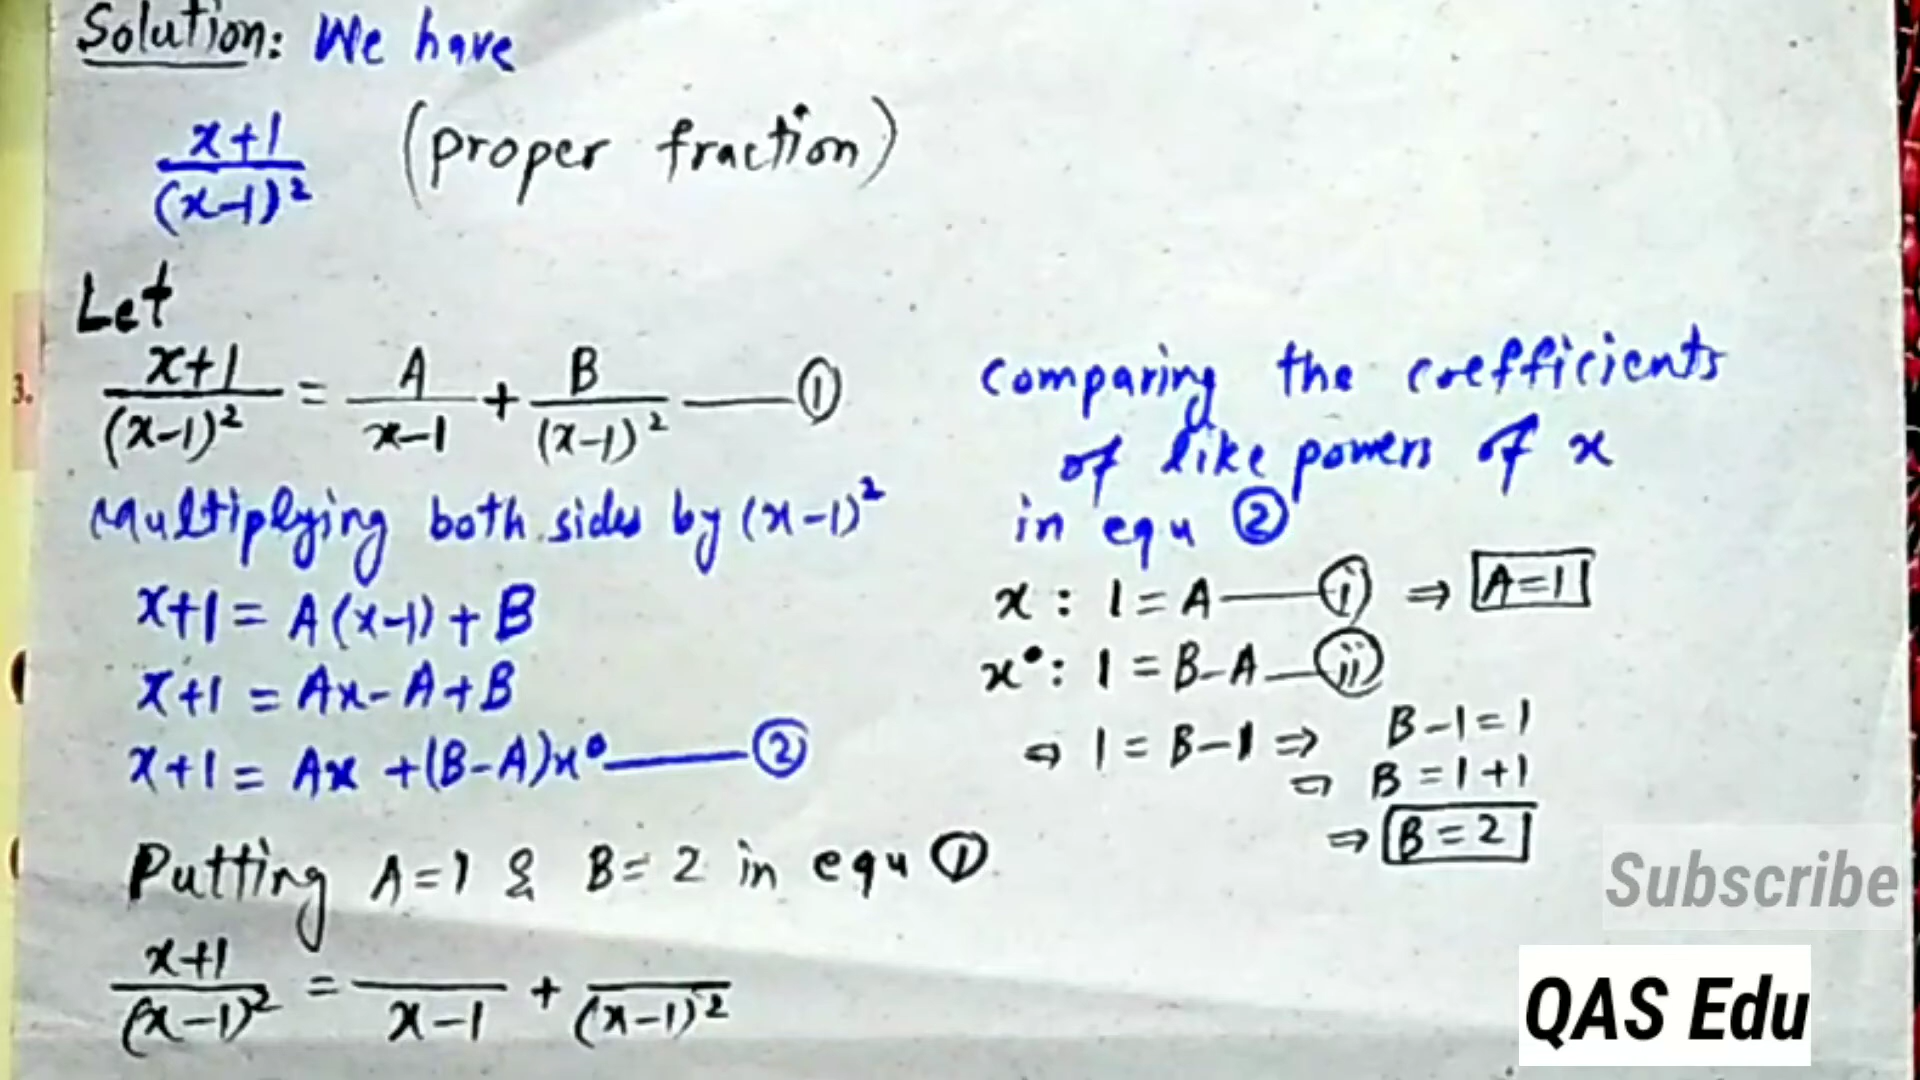 Solution: We have
x+1/(x-1)² (proper fraction)
Let
3.
x+1/(x-1)² = A/x-1 + B/(x-1)² —— ①
Multiplying both sides by (x-1)²
x+1 = A(x-1) + B
x+1 = Ax-A+B
x+1 = Ax +(B-A)x⁰ —— ②
Comparing the coefficients
of like powers of x
in equ ②
x : 1 = A —— ⓘ ⇒ A=1
x⁰: 1 = B-A — ⓘⓘ
⇒ 1 = B-1 ⇒ B-1=1
⇒ B = 1+1
⇒ B=2
Putting A=1 & B=2 in equ ①
x+1/(x-1)² = /x-1 + /(x-1)²
Subscribe
QAS Edu